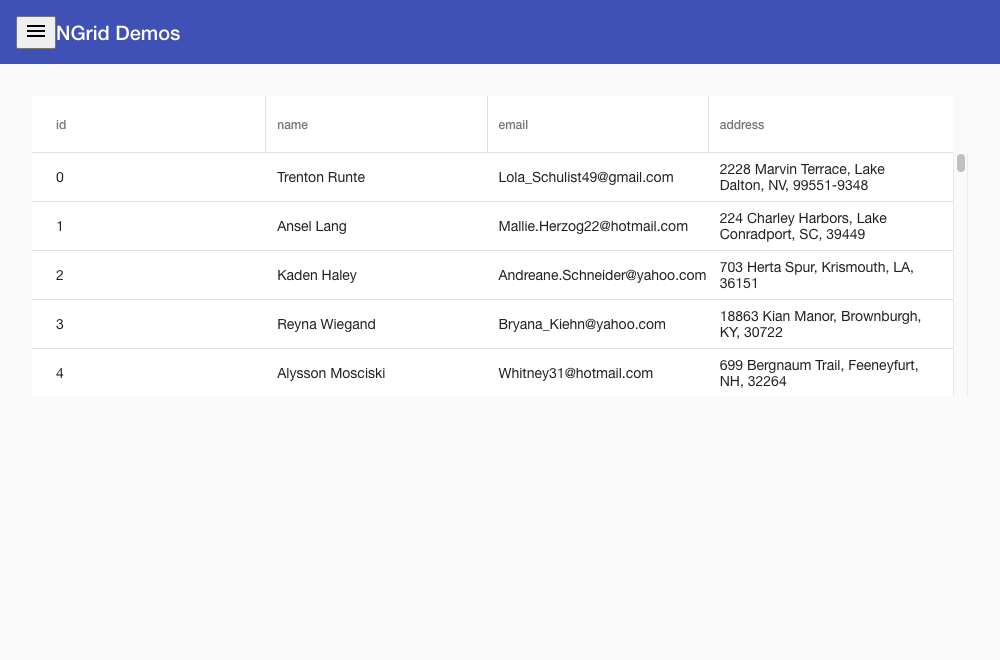 NGrid Demos
id name email address
0 Trenton Runte Lola_Schulist49@gmail.com 2228 Marvin Terrace, Lake
Dalton, NV, 99551-9348
1 Ansel Lang Mallie.Herzog22@hotmail.com 224 Charley Harbors, Lake
Conradport, SC, 39449
2 Kaden Haley Andreane.Schneider@yahoo.com 703 Herta Spur, Krismouth, LA,
36151
3 Reyna Wiegand Bryana_Kiehn@yahoo.com 18863 Kian Manor, Brownburgh,
KY, 30722
4 Alysson Mosciski Whitney31@hotmail.com 699 Bergnaum Trail, Feeneyfurt,
NH, 32264